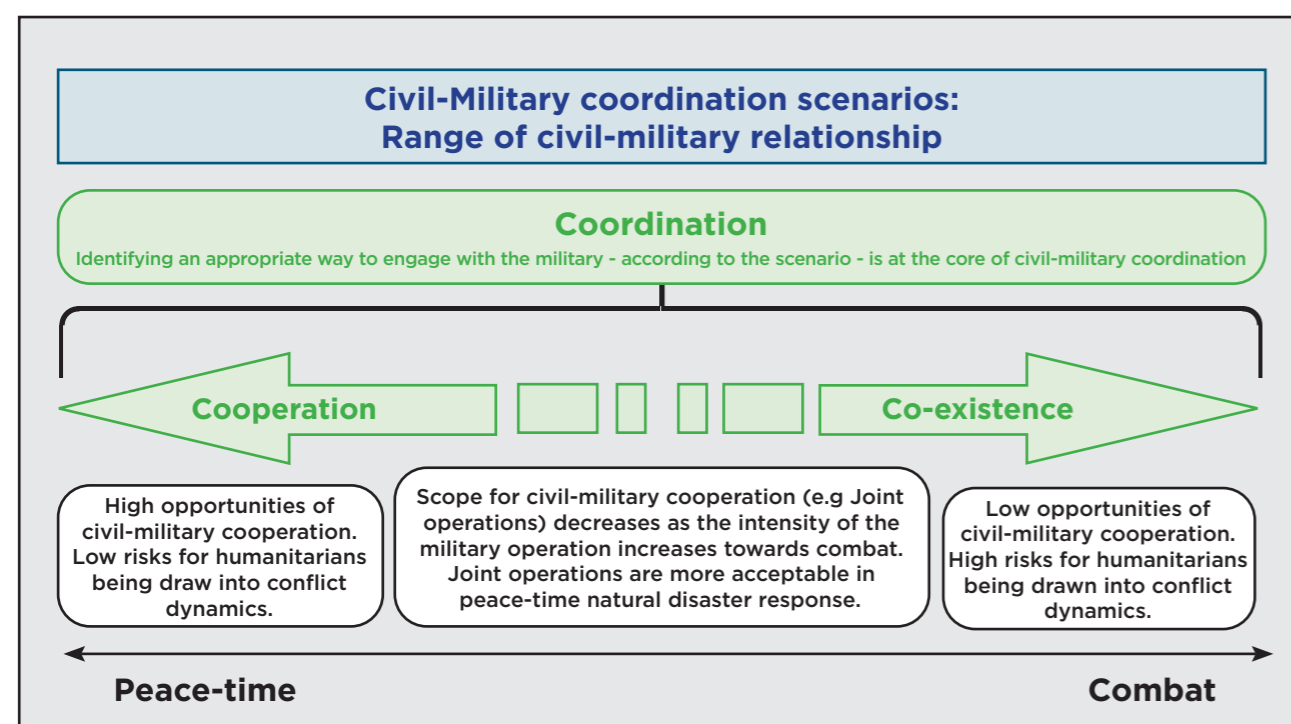 Civil-Military coordination scenarios:
Range of civil-military relationship
Coordination
Identifying an appropriate way to engage with the military - according to the scenario - is at the core of civil-military coordination
Cooperation
Co-existence
High opportunities of
civil-military cooperation.
Low risks for humanitarians
being draw into conflict
dynamics.
Scope for civil-military cooperation (e.g Joint
operations) decreases as the intensity of the
military operation increases towards combat.
Joint operations are more acceptable in
peace-time natural disaster response.
Low opportunities of
civil-military cooperation.
High risks for humanitarians
being drawn into conflict
dynamics.
Peace-time
Combat